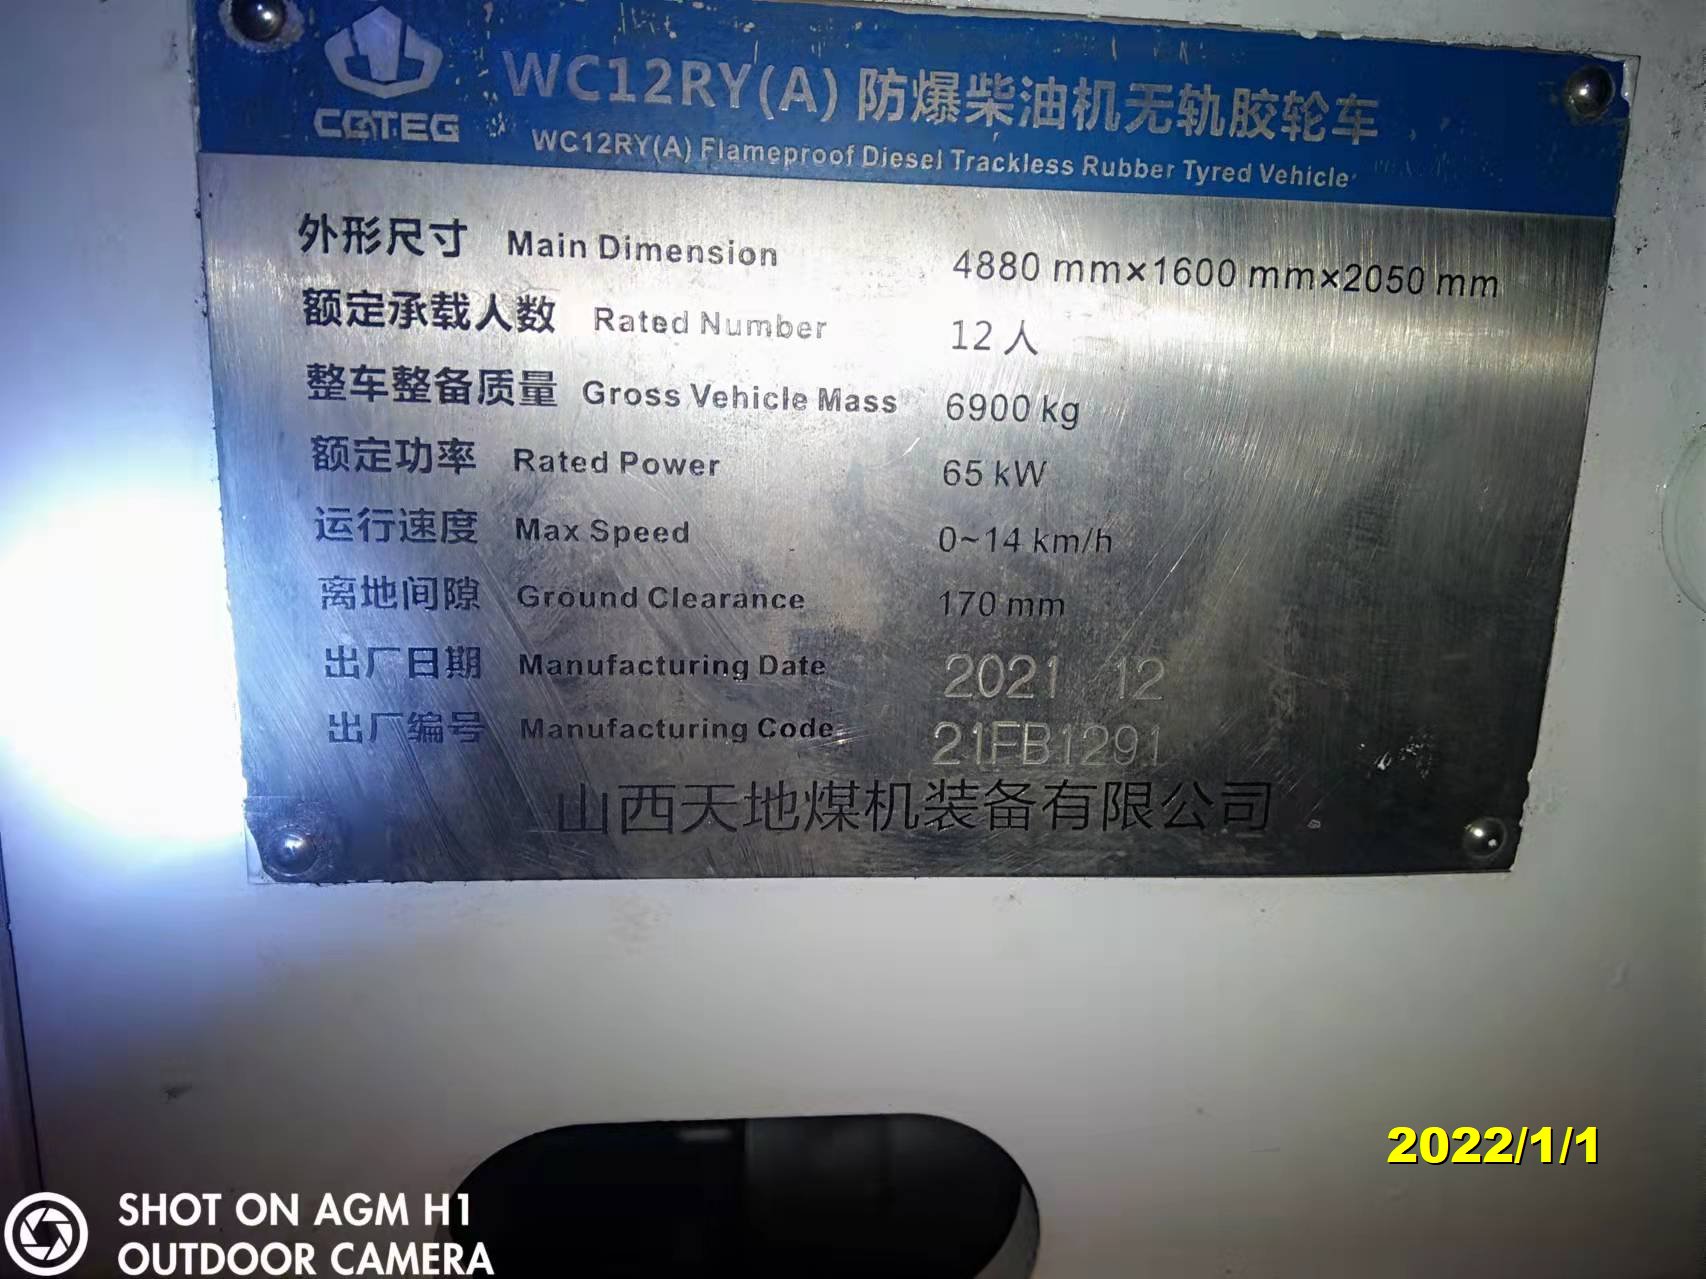 CCTEG
WC12RY(A) 防爆柴油机无轨胶轮车
WC12RY(A) Flameproof Diesel Trackless Rubber Tyred Vehicle
外形尺寸 Main Dimension 4880 mm×1600 mm×2050 mm
额定承载人数 Rated Number 12 人
整车整备质量 Gross Vehicle Mass 6900 kg
额定功率 Rated Power 65 kW
运行速度 Max Speed 0~14 km/h
离地间隙 Ground Clearance 170 mm
出厂日期 Manufacturing Date 2021 12
出厂编号 Manufacturing Code 21FB1291
山西天地煤机装备有限公司
2022/1/1
SHOT ON AGM H1
OUTDOOR CAMERA